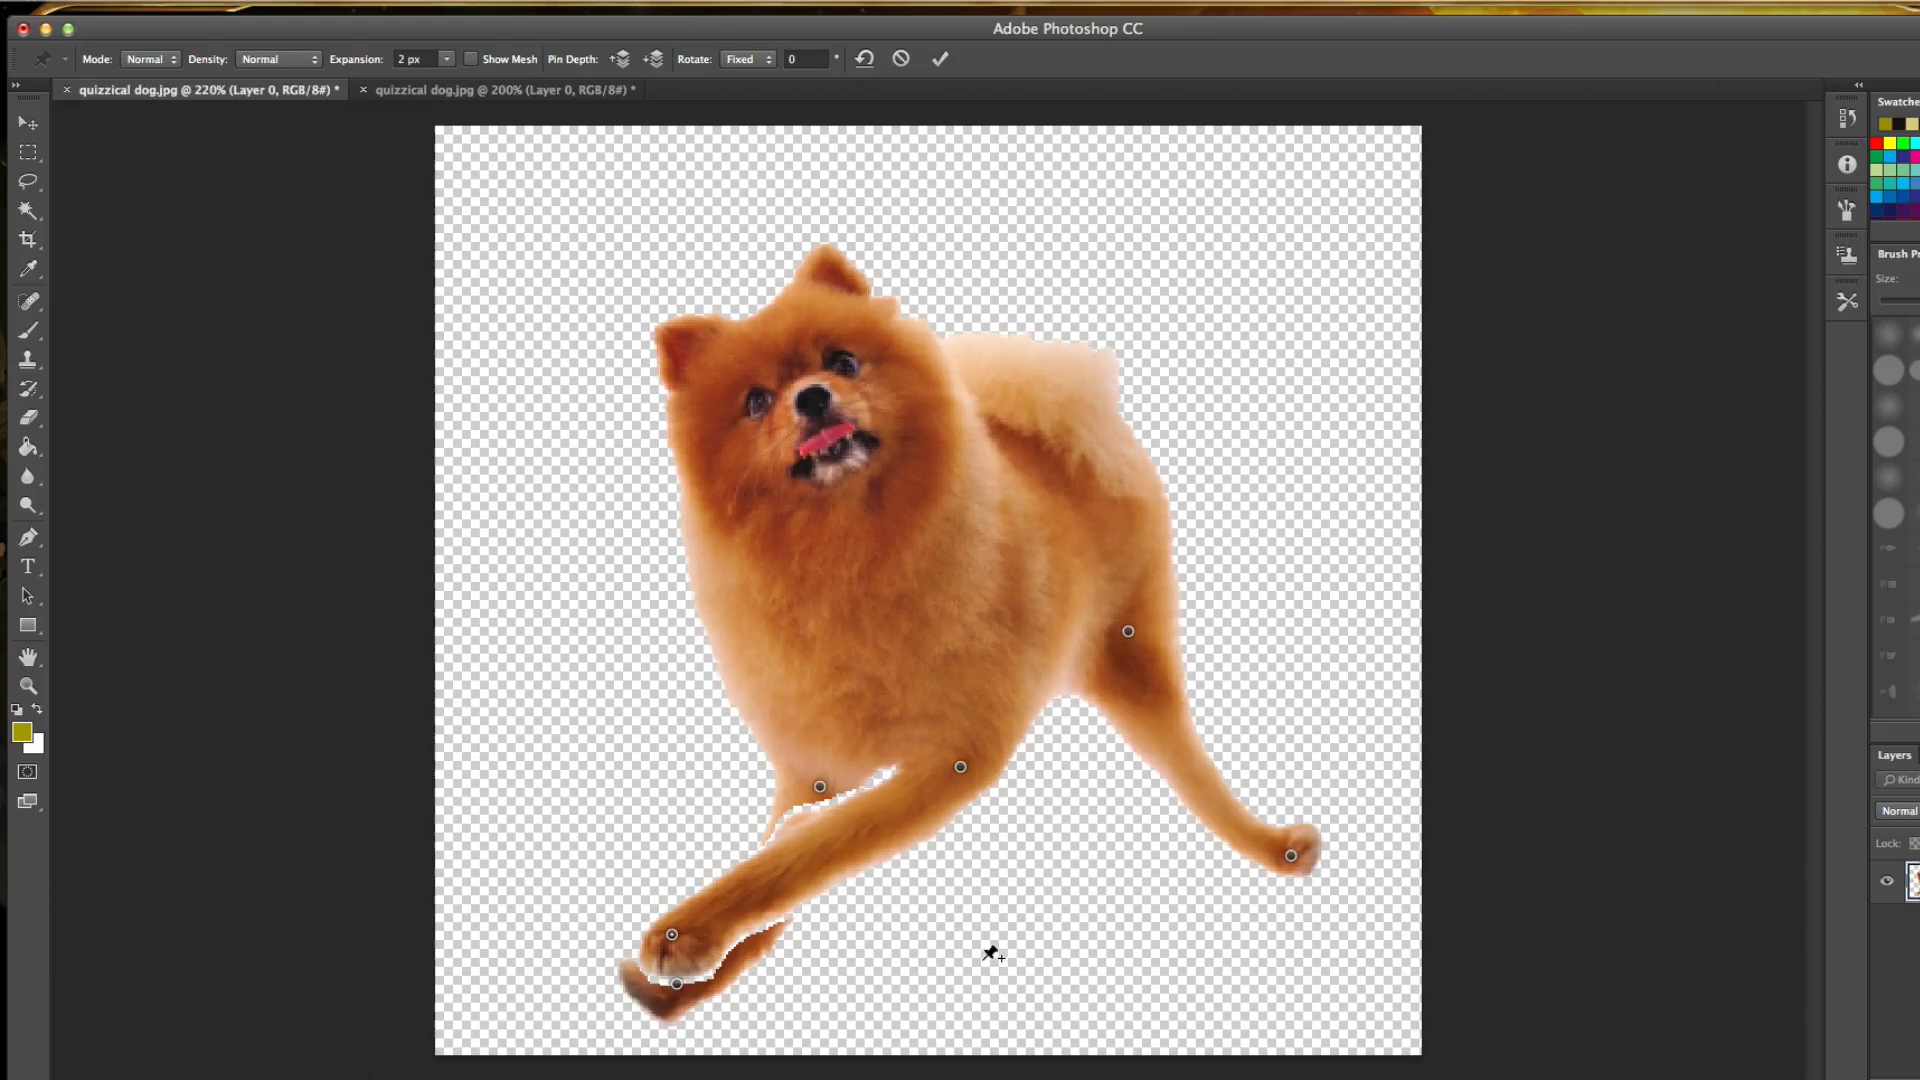 Adobe Photoshop CC
Mode: Normal Density: Normal Expansion: 2 px Show Mesh Pin Depth: Rotate: Fixed 0 °
quizzical dog.jpg @ 220% (Layer 0, RGB/8#) * quizzical dog.jpg @ 200% (Layer 0, RGB/8#) *
Swatche
Brush Pr
Size:
T
Layers
Kind
Normal
Lock: